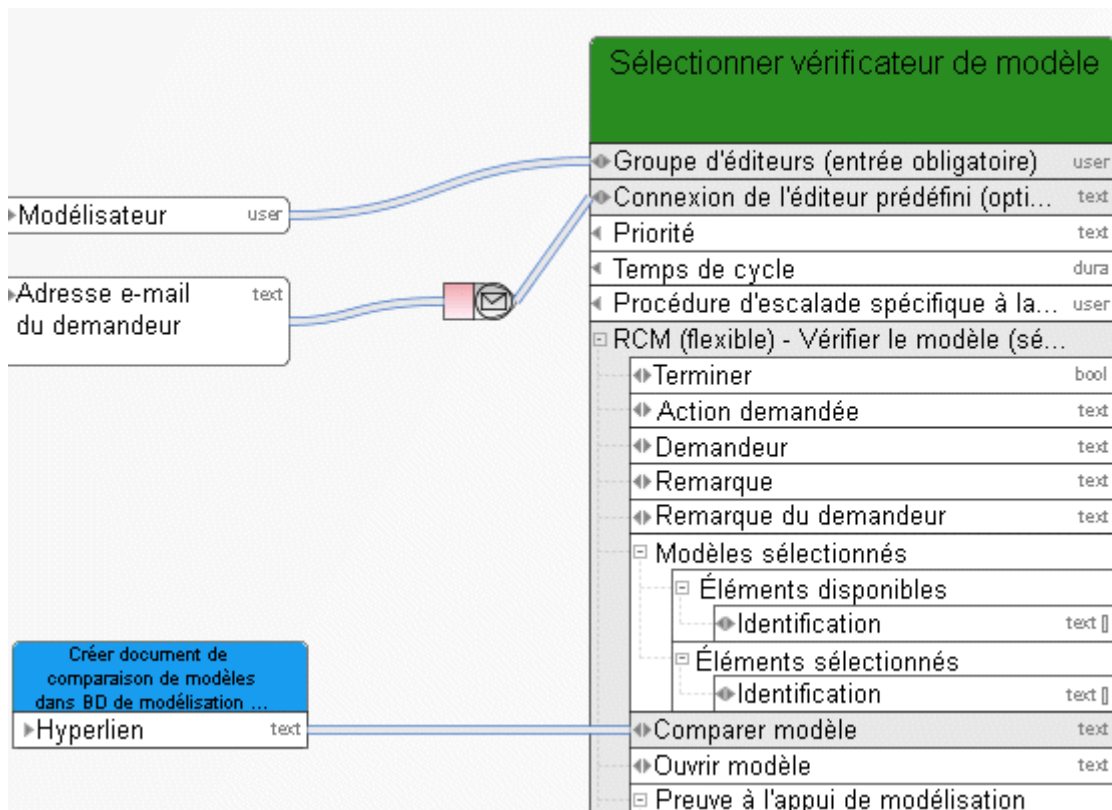 Sélectionner vérificateur de modèle
Groupe d'éditeurs (entrée obligatoire) user
Modélisateur user
Connexion de l'éditeur prédéfini (opti... text
Priorité text
Temps de cycle dura
Adresse e-mail text
du demandeur
Procédure d'escalade spécifique à la... user
RCM (flexible) - Vérifier le modèle (sé...
Terminer bool
Action demandée text
Demandeur text
Remarque text
Remarque du demandeur text
Modèles sélectionnés
Éléments disponibles
Identification text []
Éléments sélectionnés
Identification text []
Créer document de
comparaison de modèles
dans BD de modélisation ...
Hyperlien text
Comparer modèle text
Ouvrir modèle text
Preuve à l'appui de modélisation